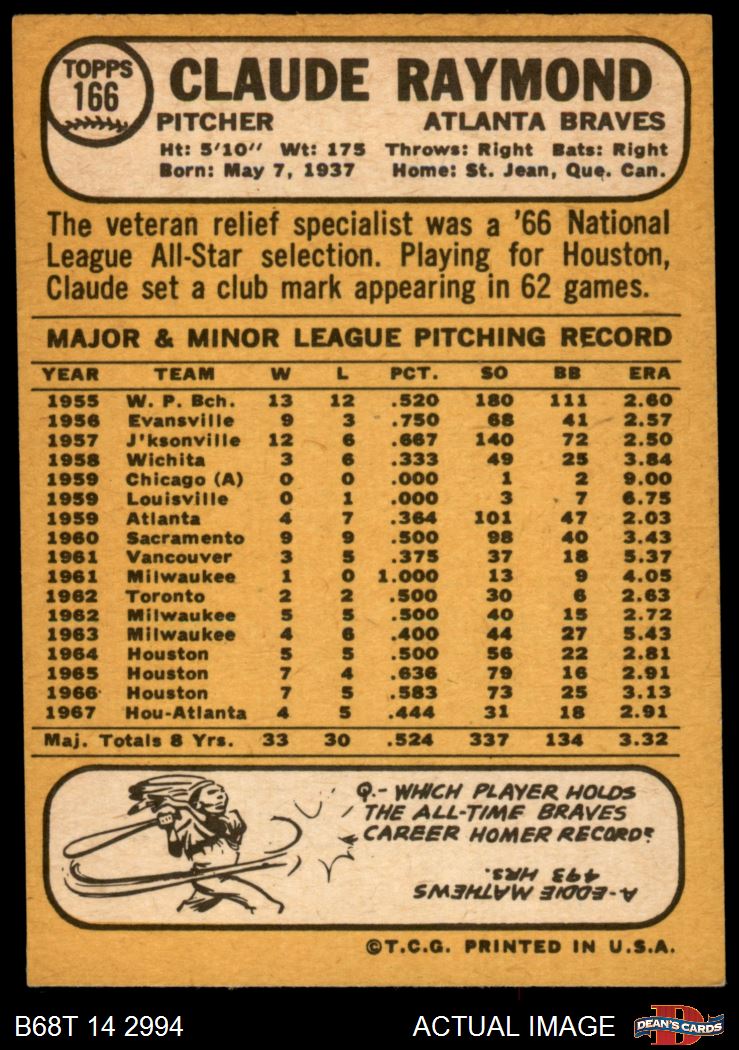 TOPPS
166
CLAUDE RAYMOND
PITCHER ATLANTA BRAVES
Ht: 5'10" Wt: 175 Throws: Right Bats: Right
Born: May 7, 1937 Home: St. Jean, Que. Can.
The veteran relief specialist was a '66 National
League All-Star selection. Playing for Houston,
Claude set a club mark appearing in 62 games.
MAJOR & MINOR LEAGUE PITCHING RECORD
YEAR TEAM W L PCT. SO BB ERA
1955 W. P. Bch. 13 12 .520 180 111 2.60
1956 Evansville 9 3 .750 68 41 2.57
1957 J'ksonville 12 6 .667 140 72 2.50
1958 Wichita 3 6 .333 49 25 3.84
1959 Chicago (A) 0 0 .000 1 2 9.00
1959 Louisville 0 1 .000 3 7 6.75
1959 Atlanta 4 7 .364 101 47 2.03
1960 Sacramento 9 9 .500 98 40 3.43
1961 Vancouver 3 5 .375 37 18 5.37
1961 Milwaukee 1 0 1.000 13 9 4.05
1962 Toronto 2 2 .500 30 6 2.63
1962 Milwaukee 5 5 .500 40 15 2.72
1963 Milwaukee 4 6 .400 44 27 5.43
1964 Houston 5 5 .500 56 22 2.81
1965 Houston 7 4 .636 79 16 2.91
1966 Houston 7 5 .583 73 25 3.13
1967 Hou-Atlanta 4 5 .444 31 18 2.91
Maj. Totals 8 Yrs. 33 30 .524 337 134 3.32
Q.- WHICH PLAYER HOLDS
THE ALL-TIME BRAVES
CAREER HOMER RECORD?
A-EDDIE MATHEWS
493 HRS.
©T.C.G. PRINTED IN U.S.A.
B68T 14 2994 ACTUAL IMAGE
D
DEAN'S CARDS